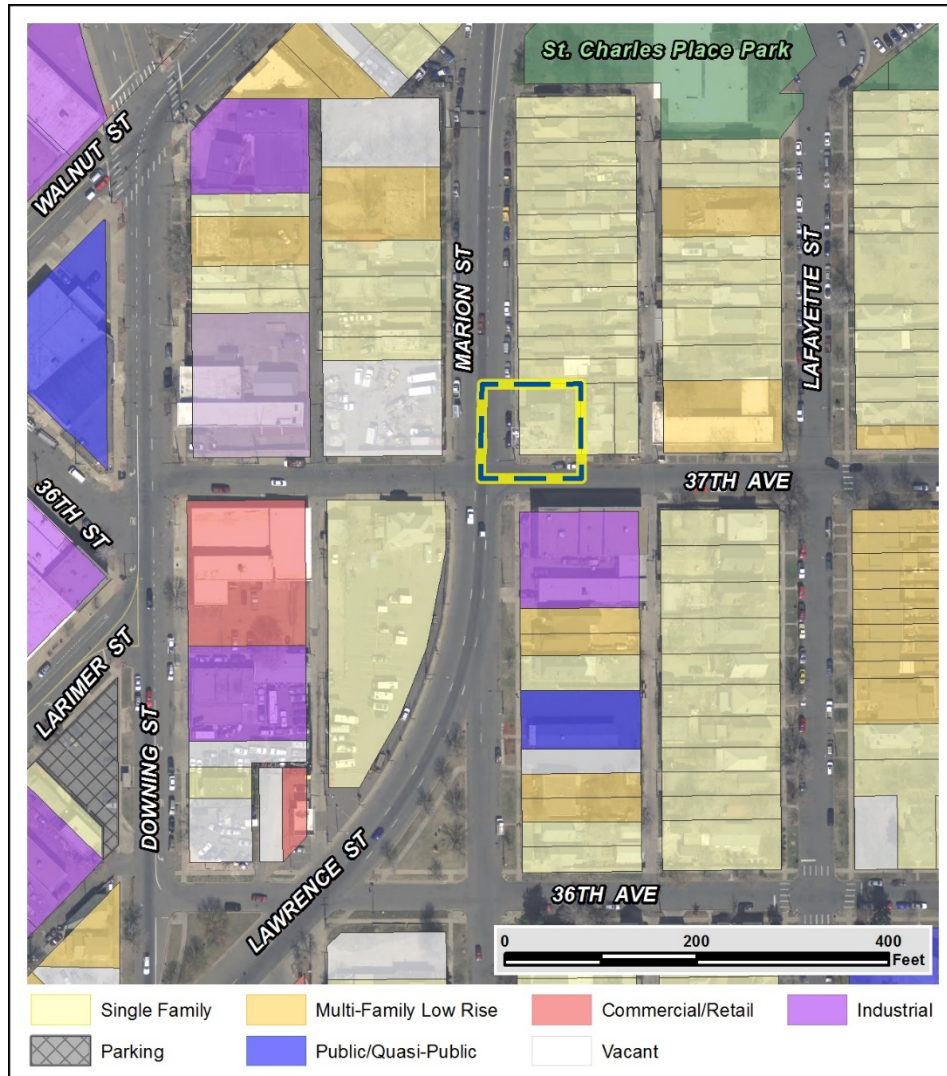 St. Charles Place Park
WALNUT ST
MARION ST
LAFAYETTE ST
37TH AVE
36TH ST
LARIMER ST
DOWNING ST
LAWRENCE ST
36TH AVE
0 200 400
Feet
Single Family Multi-Family Low Rise Commercial/Retail Industrial
Parking Public/Quasi-Public Vacant